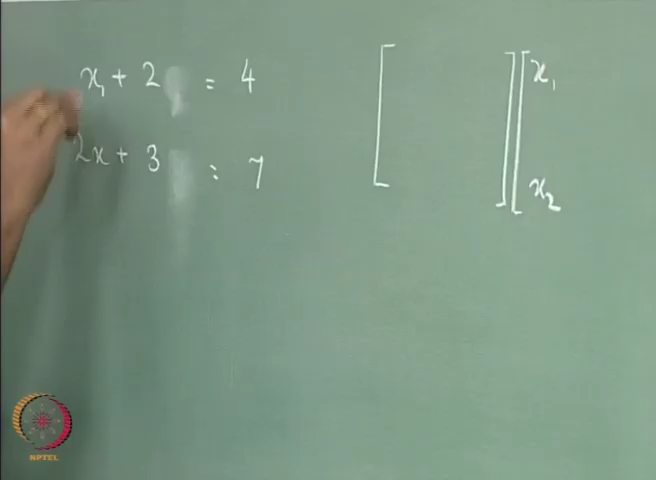 x₁ + 2 = 4 [ ] [ x₁
2x + 3 = 7 x₂ ]
NPTEL